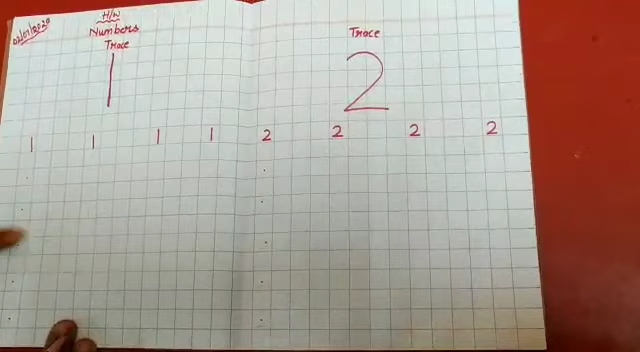 H/W
Numbers
Trace
1
1 1 1 1
Trace
2
2 2 2 2